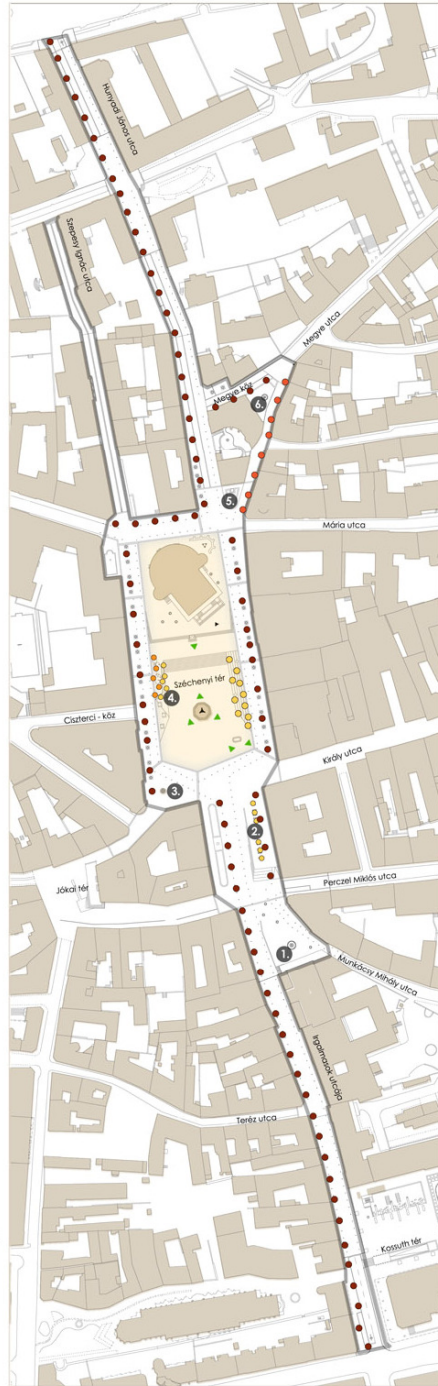 Hunyadi János utca
Szepesy Ignác utca
Megye utca
Megye köz
6.
5.
Mária utca
Széchenyi tér
4.
Ciszterci - köz
Király utca
3.
2.
Jókai tér
Perczel Miklós utca
1.
Munkácsy Mihály utca
Irgalmasok utcája
Teréz utca
Kossuth tér